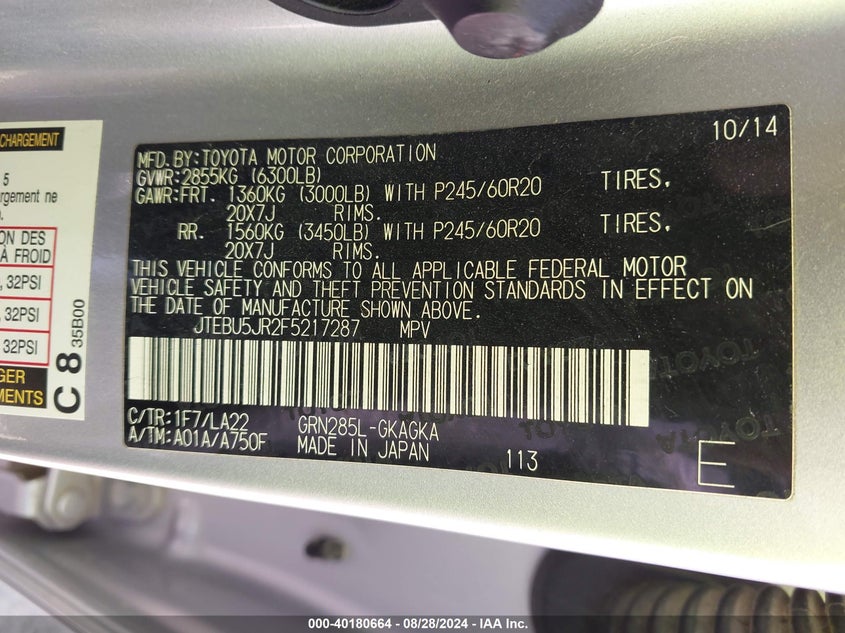 CHARGEMENT
5
rgement ne
ON DES
À FROID
, 32PSI
, 32PSI
32PSI
GER
MENTS
C 8 35B00
10/14
MFD.BY:TOYOTA MOTOR CORPORATION
GVWR:2855KG (6300LB)
GAWR:FRT. 1360KG (3000LB) WITH P245/60R20 TIRES,
20X7J RIMS.
RR. 1560KG (3450LB) WITH P245/60R20 TIRES,
20X7J RIMS.
THIS VEHICLE CONFORMS TO ALL APPLICABLE FEDERAL MOTOR
VEHICLE SAFETY AND THEFT PREVENTION STANDARDS IN EFFECT ON
THE DATE OF MANUFACTURE SHOWN ABOVE.
JTEBU5JR2F5217287 MPV
C/TR:1F7/LA22 GRN285L-GKAGKA
A/TM:A01A/A750F MADE IN JAPAN 113 E
TOYOTA
000-40180664 - 08/28/2024 - IAA Inc.